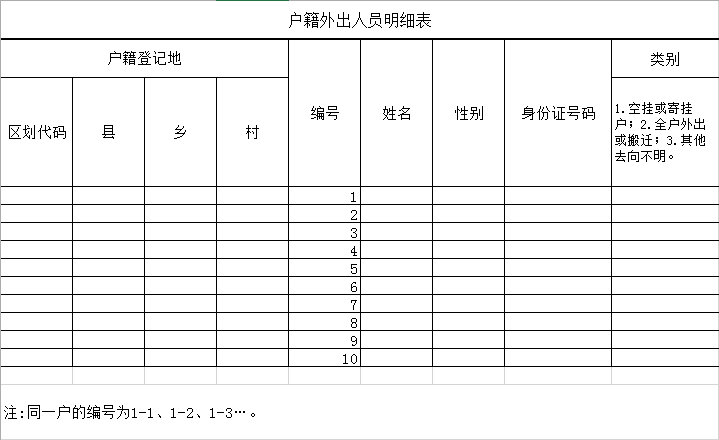 户籍外出人员明细表
户籍登记地
编号
姓名
性别
身份证号码
类别
区划代码
县
乡
村
1.空挂或寄挂
户；2.全户外出
或搬迁；3.其他
去向不明。
1
2
3
4
5
6
7
8
9
10
注:同一户的编号为1-1、1-2、1-3…。